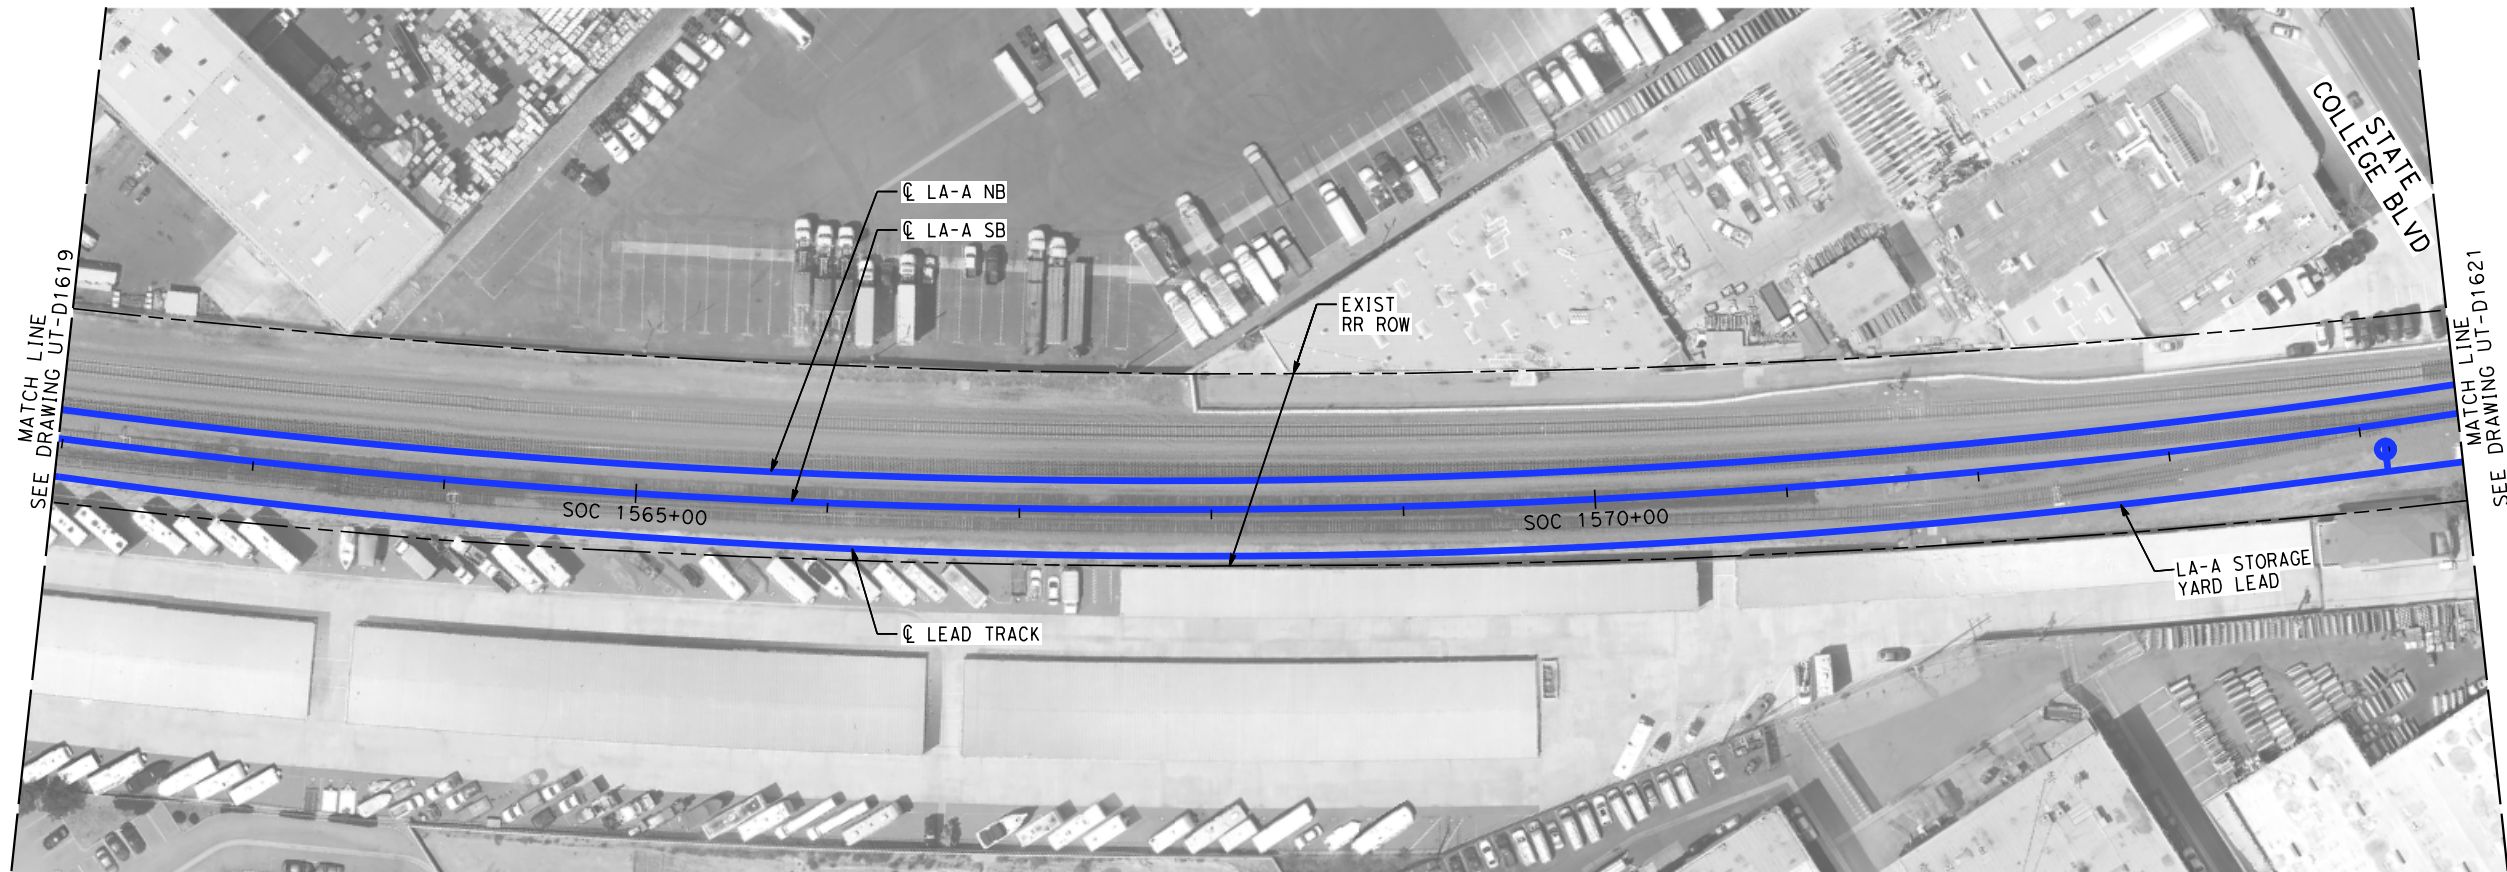 STATE
COLLEGE BLVD
℄ LA-A NB
℄ LA-A SB
EXIST
RR ROW
MATCH LINE
SEE DRAWING UT-D1619
MATCH LINE
SEE DRAWING UT-D1621
SOC 1565+00
SOC 1570+00
LA-A STORAGE
YARD LEAD
℄ LEAD TRACK